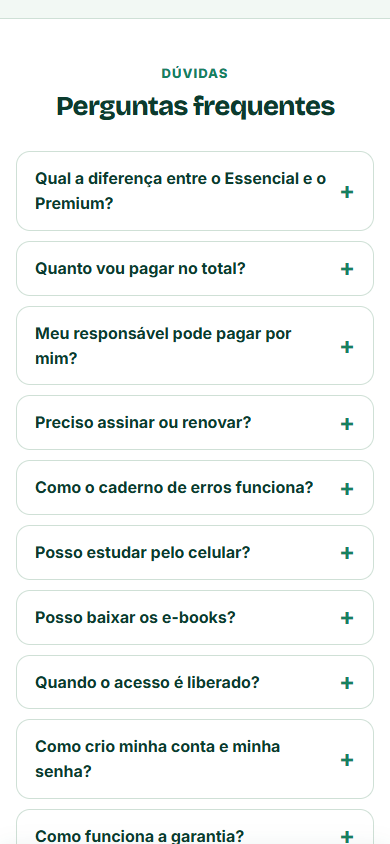 DÚVIDAS
Perguntas frequentes
Qual a diferença entre o Essencial e o
Premium?
+
Quanto vou pagar no total?
+
Meu responsável pode pagar por
mim?
+
Preciso assinar ou renovar?
+
Como o caderno de erros funciona?
+
Posso estudar pelo celular?
+
Posso baixar os e-books?
+
Quando o acesso é liberado?
+
Como crio minha conta e minha
senha?
+
Como funciona a garantia?
+